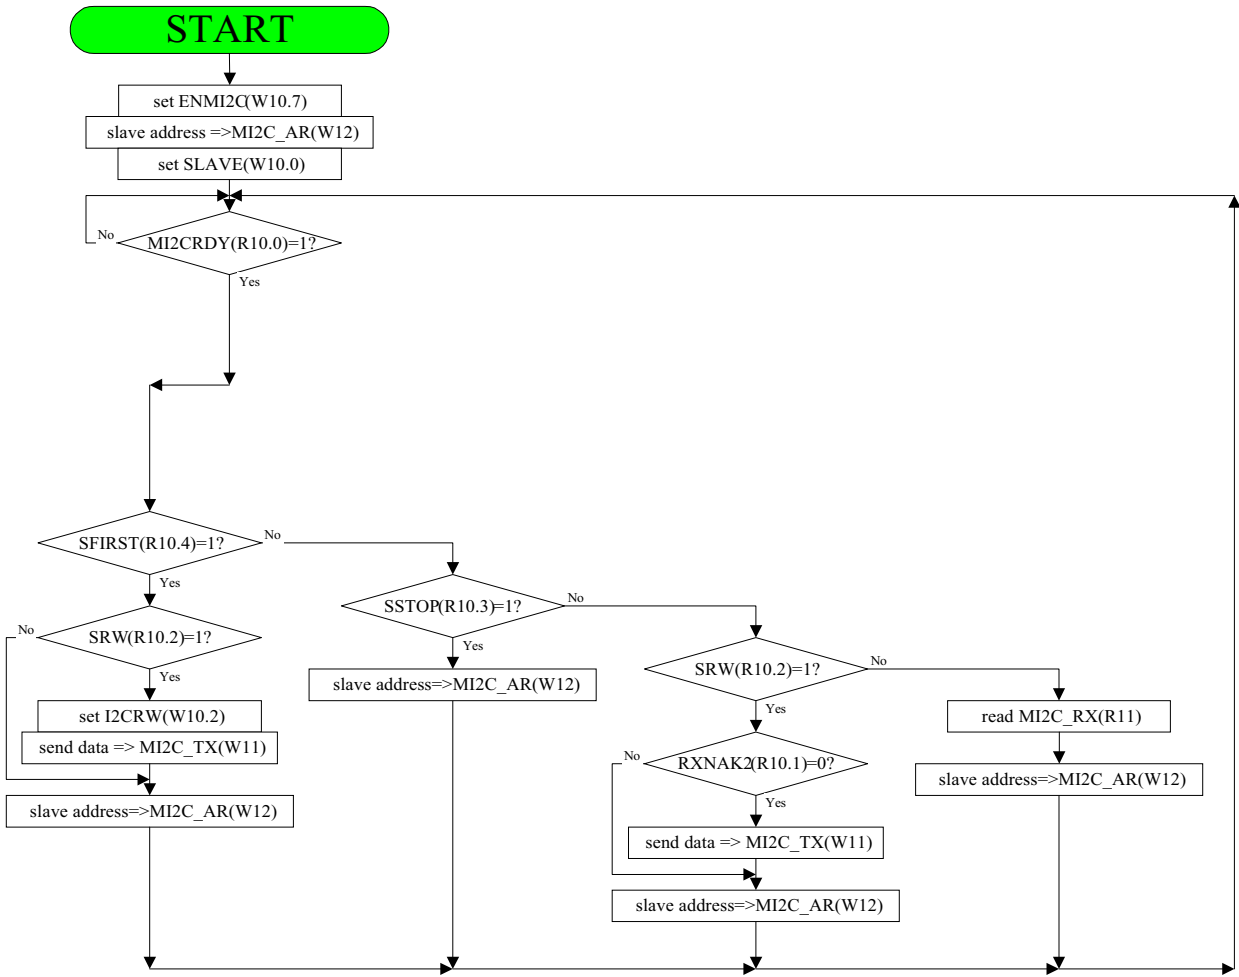 START
set ENMI2C(W10.7)
slave address =>MI2C_AR(W12)
set SLAVE(W10.0)
No
MI2CRDY(R10.0)=1?
Yes
SFIRST(R10.4)=1?
No
Yes
No
SRW(R10.2)=1?
Yes
set I2CRW(W10.2)
send data => MI2C_TX(W11)
slave address=>MI2C_AR(W12)
SSTOP(R10.3)=1?
No
Yes
slave address=>MI2C_AR(W12)
SRW(R10.2)=1?
No
Yes
No
RXNAK2(R10.1)=0?
Yes
send data => MI2C_TX(W11)
slave address=>MI2C_AR(W12)
read MI2C_RX(R11)
slave address=>MI2C_AR(W12)